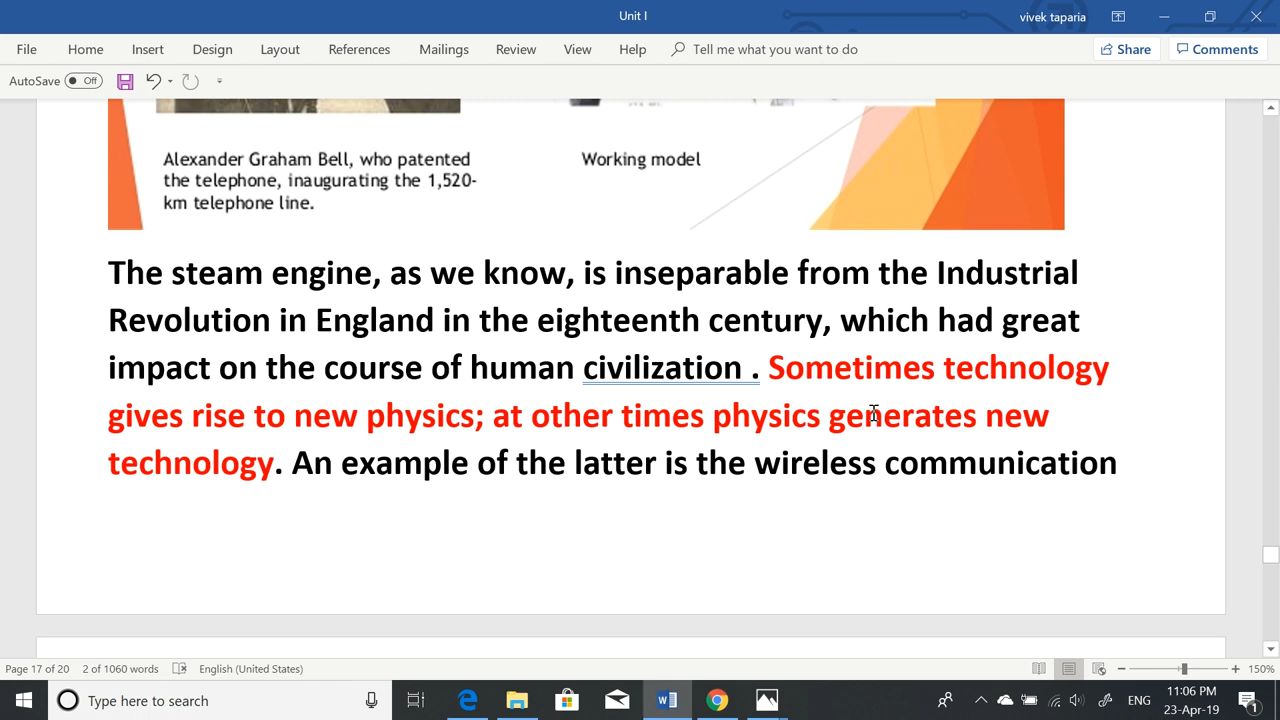 Unit I
vivek taparia
File Home Insert Design Layout References Mailings Review View Help Tell me what you want to do Share Comments
AutoSave Off
Alexander Graham Bell, who patented
the telephone, inaugurating the 1,520-
km telephone line.
Working model
The steam engine, as we know, is inseparable from the Industrial
Revolution in England in the eighteenth century, which had great
impact on the course of human civilization . Sometimes technology
gives rise to new physics; at other times physics generates new
technology. An example of the latter is the wireless communication
Page 17 of 20 2 of 1060 words English (United States) 150%
Type here to search
ENG
11:06 PM
23-Apr-19
1